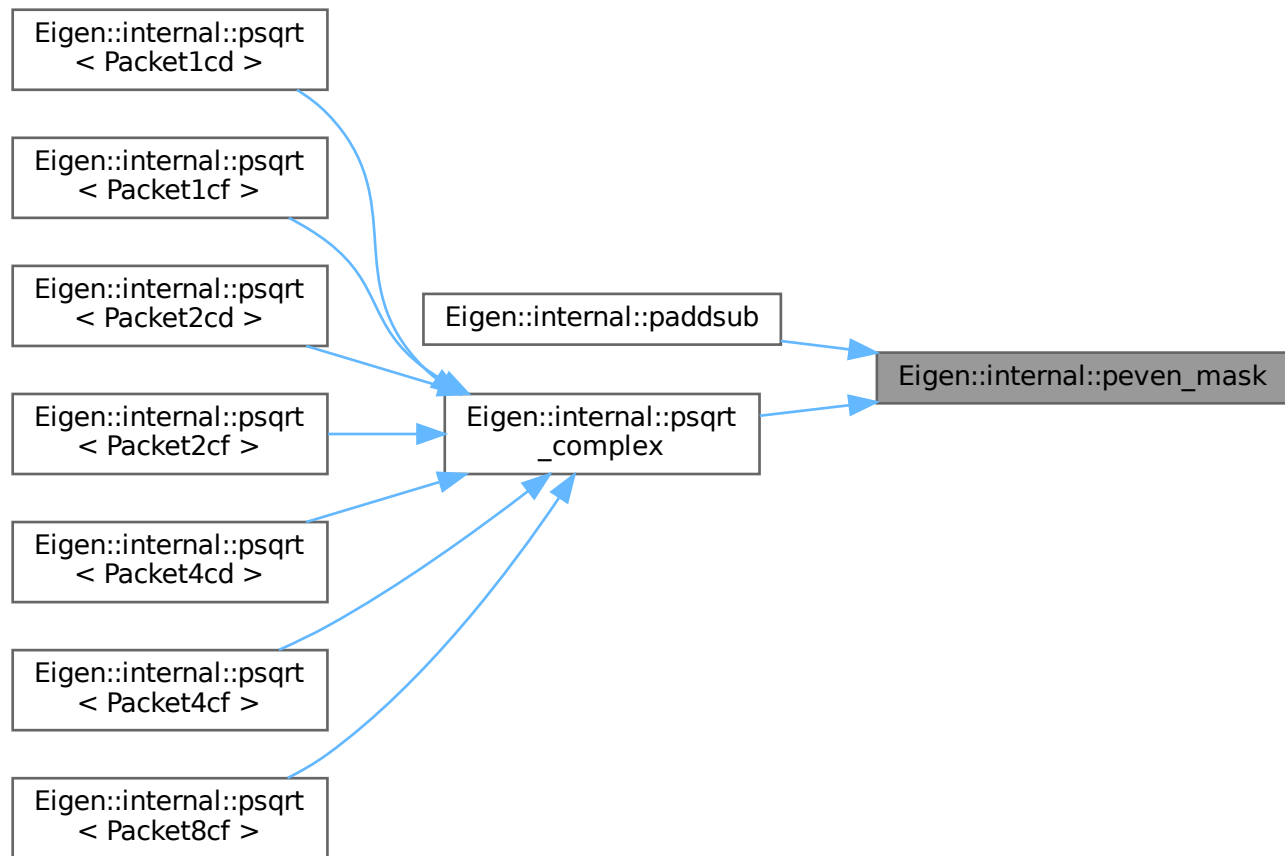 Eigen::internal::psqrt
< Packet1cd >
Eigen::internal::psqrt
< Packet1cf >
Eigen::internal::psqrt
< Packet2cd >
Eigen::internal::psqrt
< Packet2cf >
Eigen::internal::psqrt
< Packet4cd >
Eigen::internal::psqrt
< Packet4cf >
Eigen::internal::psqrt
< Packet8cf >
Eigen::internal::paddsub
Eigen::internal::psqrt
_complex
Eigen::internal::peven_mask